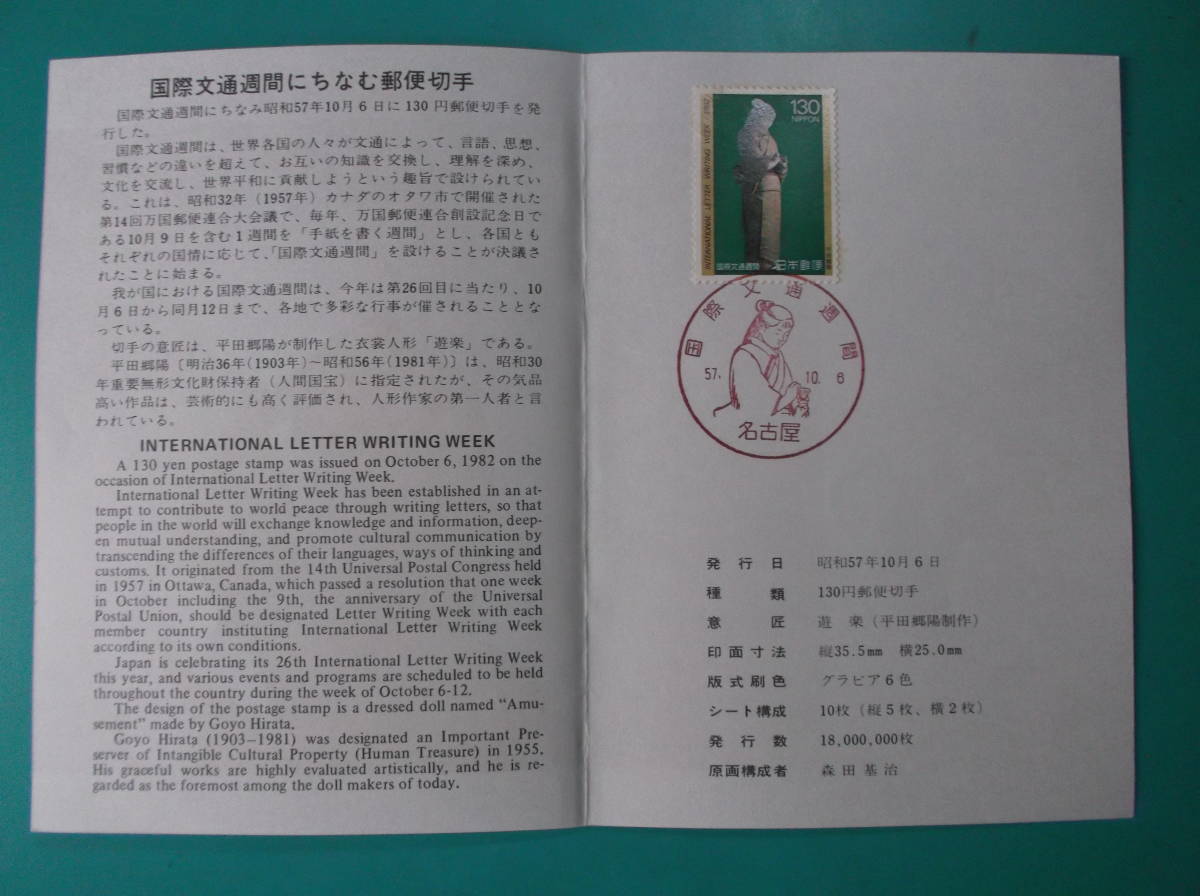 国際文通週間にちなむ郵便切手
国際文通週間にちなみ昭和57年10月6日に130円郵便切手を発
行した。
国際文通週間は、世界各国の人々が文通によって、言語、思想、
習慣などの違いを超えて、お互いの知識を交換し、理解を深め、
文化を交流し、世界平和に貢献しようという趣旨で設けられてい
る。これは、昭和32年（1957年）カナダのオタワ市で開催された
第14回万国郵便連合大会議で、毎年、万国郵便連合創設記念日で
ある10月9日を含む1週間を「手紙を書く週間」とし、各国とも
それぞれの国情に応じて、「国際文通週間」を設けることが決議さ
れたことに始まる。
我が国における国際文通週間は、今年は第26回目に当たり、10
月6日から同月12日まで、各地で多彩な行事が催されることとな
っている。
切手の意匠は、平田郷陽が制作した衣裳人形「遊楽」である。
平田郷陽〔明治36年（1903年）～昭和56年（1981年）〕は、昭和30
年重要無形文化財保持者（人間国宝）に指定されたが、その気品
高い作品は、芸術的にも高く評価され、人形作家の第一人者と言
われている。
INTERNATIONAL LETTER WRITING WEEK
A 130 yen postage stamp was issued on October 6, 1982 on the
occasion of International Letter Writing Week.
International Letter Writing Week has been established in an at-
tempt to contribute to world peace through writing letters, so that
people in the world will exchange knowledge and information, deep-
en mutual understanding, and promote cultural communication by
transcending the differences of their languages, ways of thinking and
customs. It originated from the 14th Universal Postal Congress held
in 1957 in Ottawa, Canada, which passed a resolution that one week
in October including the 9th, the anniversary of the Universal
Postal Union, should be designated Letter Writing Week with each
member country instituting International Letter Writing Week
according to its own conditions.
Japan is celebrating its 26th International Letter Writing Week
this year, and various events and programs are scheduled to be held
throughout the country during the week of October 6-12.
The design of the postage stamp is a dressed doll named “Amu-
sement” made by Goyo Hirata.
Goyo Hirata (1903–1981) was designated an Important Pre-
server of Intangible Cultural Property (Human Treasure) in 1955.
His graceful works are highly evaluated artistically, and he is re-
garded as the foremost among the doll makers of today.
130
NIPPON
INTERNATIONAL LETTER WRITING WEEK 1982
国際文通週間 日本郵便
国際文通週間
57. 10. 6
名古屋
発行日 昭和57年10月6日
種類 130円郵便切手
意匠 遊楽（平田郷陽制作）
印面寸法 縦35.5mm 横25.0mm
版式刷色 グラビア6色
シート構成 10枚（縦5枚、横2枚）
発行数 18,000,000枚
原画構成者 森田基治